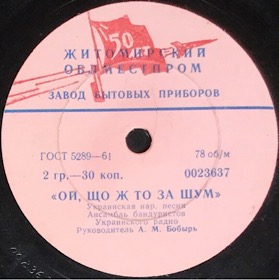 50
ЖИТОМИРСКИЙ
ОБЛМЕСТПРОМ
ЗАВОД БЫТОВЫХ ПРИБОРОВ
ГОСТ 5289—61 78 об/м
2 гр.—30 коп. 0023637
«ОЙ, ЩО Ж ТО ЗА ШУМ»
Украинская нар. песня
Ансамбль бандуристов
Украинского радио
Руководитель А. М. Бобырь